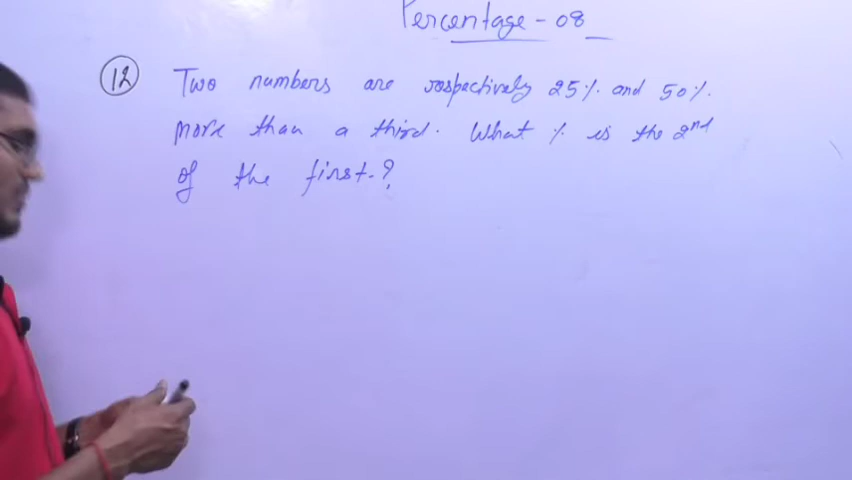 Percentage - 08
12 Two numbers are respectively 25% and 50%
more than a third. What % is the 2nd
of the first.?